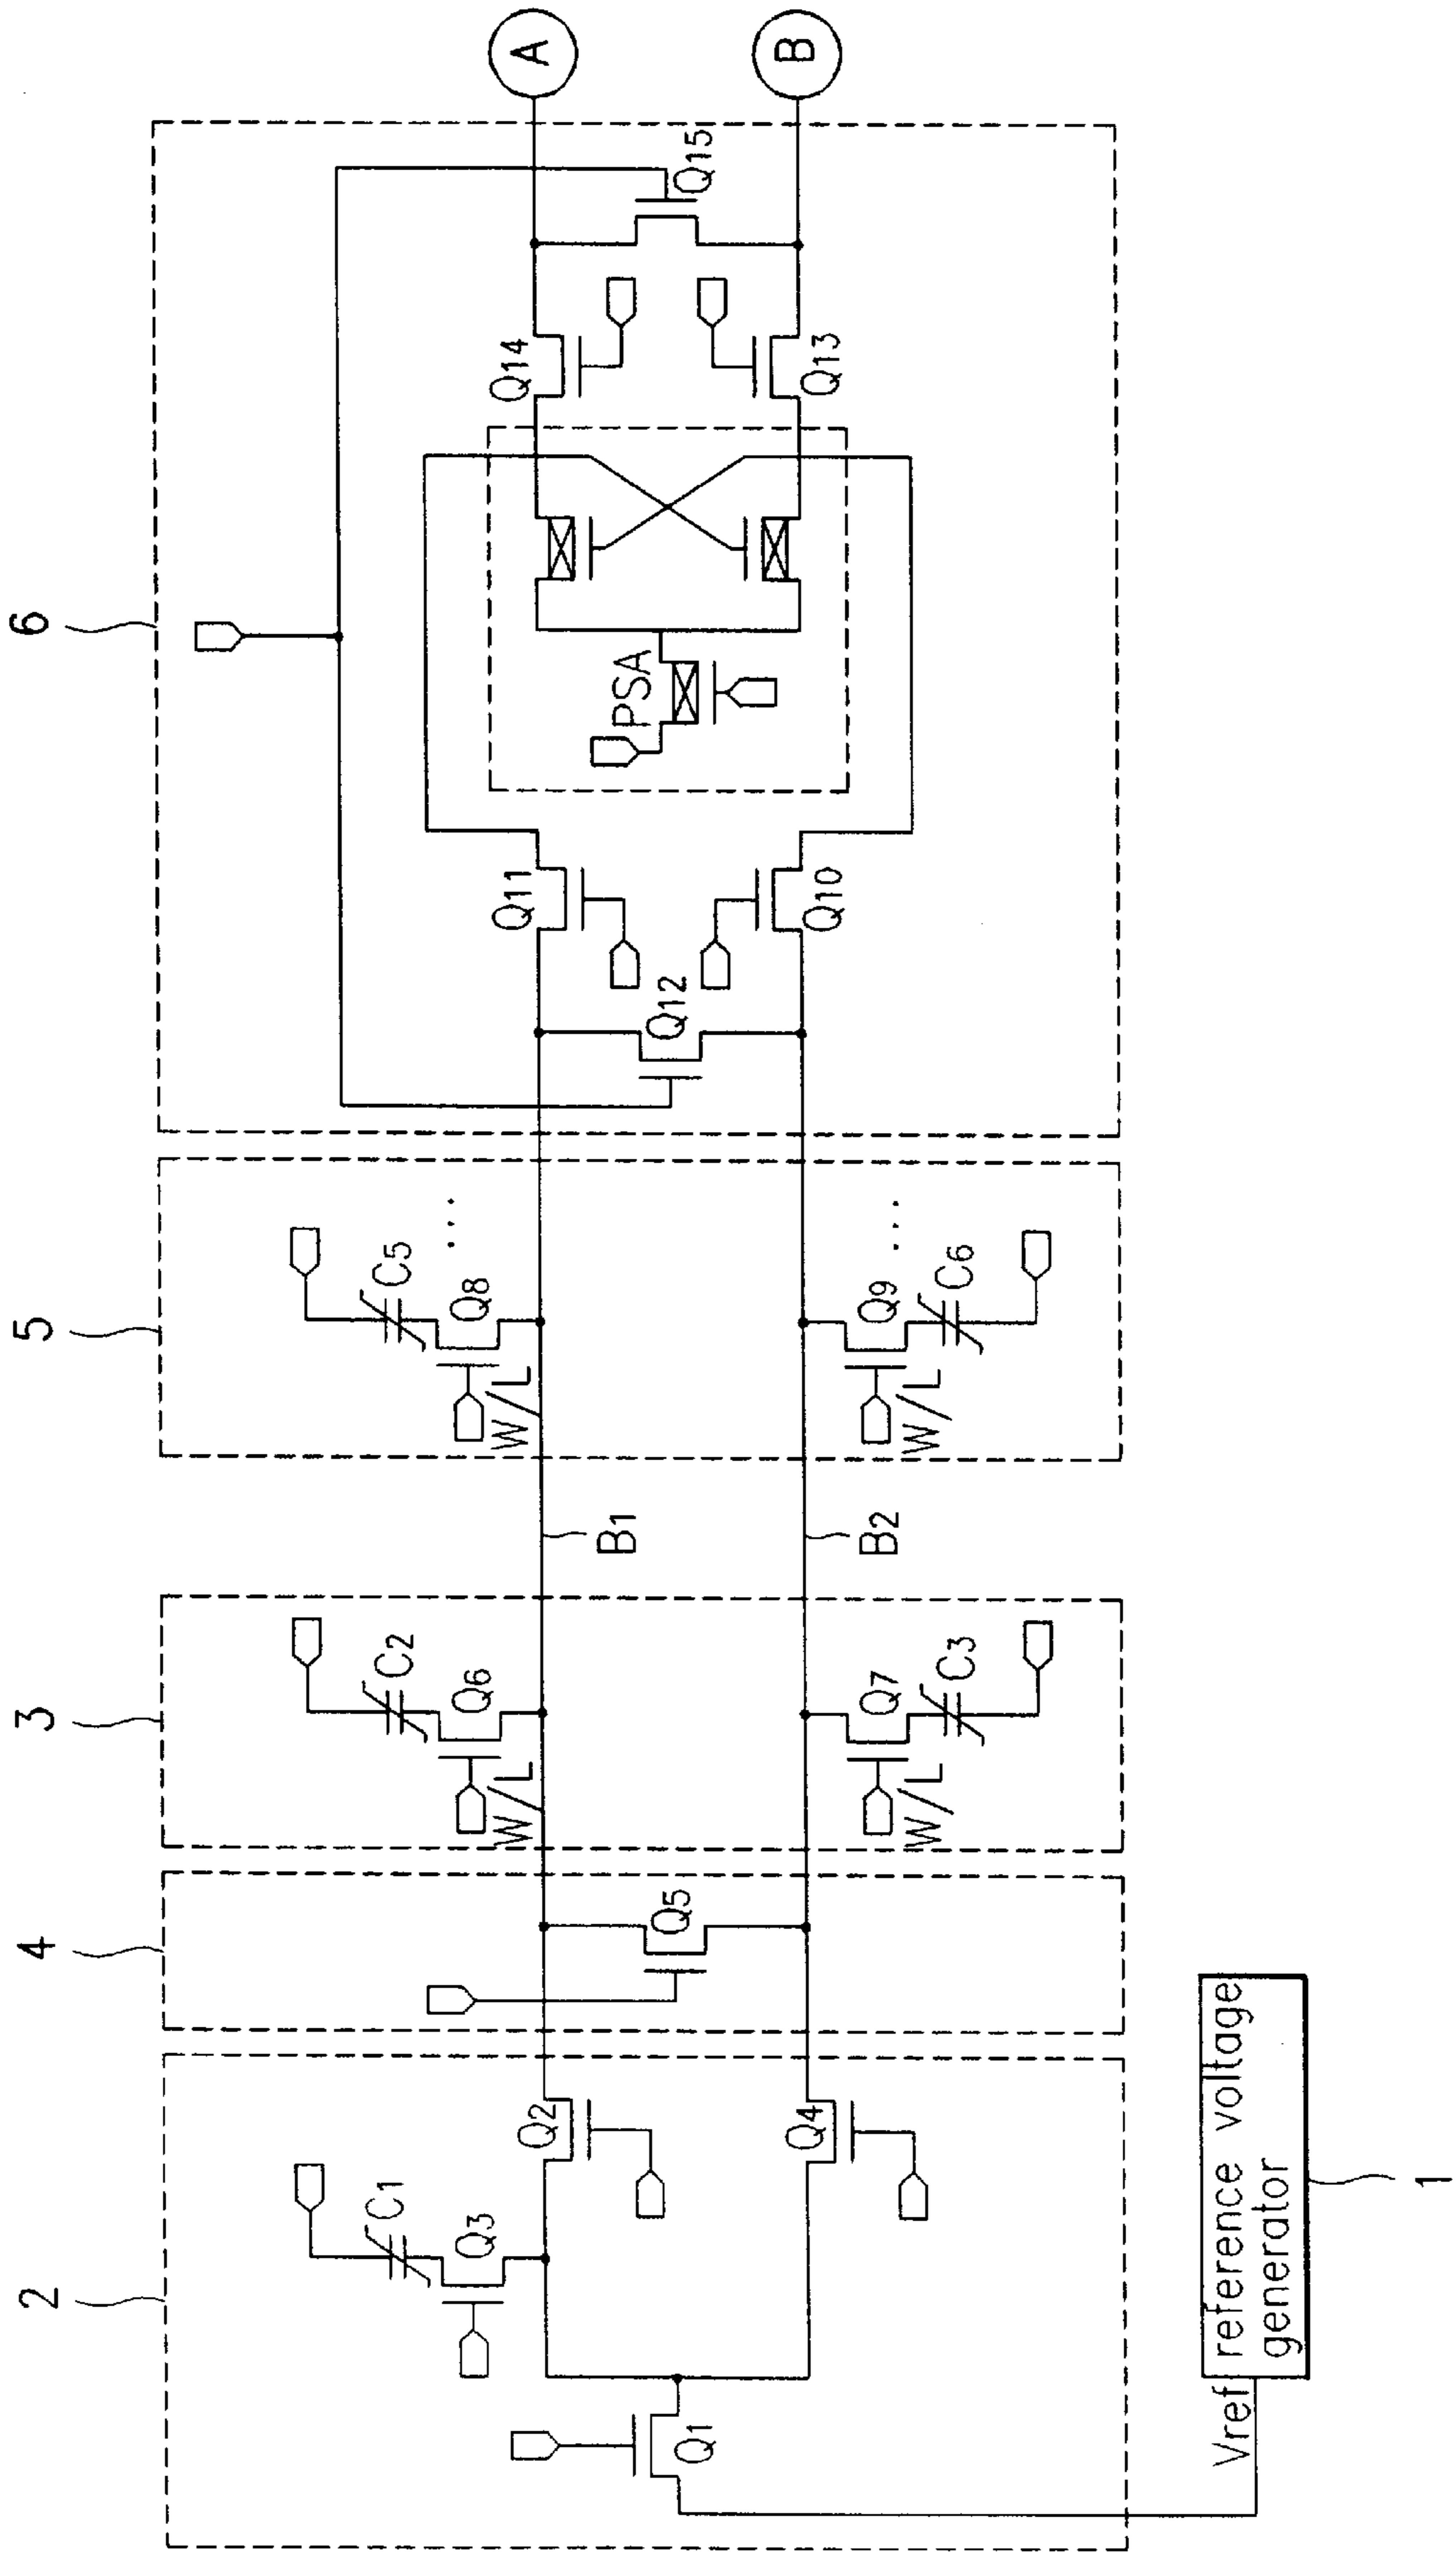 6
A
B
Q15
Q14
Q13
PSA
Q11
Q10
Q12
5
C5
Q8
W/L
...
...
Q9
C6
W/L
B1
B2
3
C2
Q6
W/L
Q7
C3
W/L
4
Q5
2
C1
Q3
Q2
Q4
Q1
Vref
reference voltage
generator
1